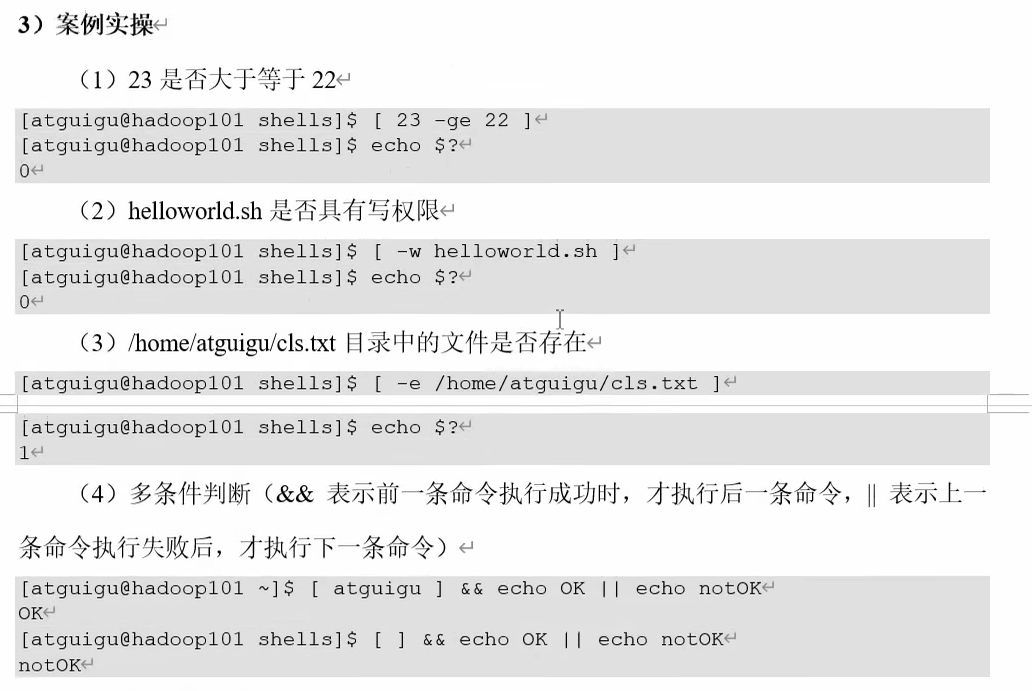 3）案例实操
（1）23 是否大于等于 22
[atguigu@hadoop101 shells]$ [ 23 -ge 22 ]
[atguigu@hadoop101 shells]$ echo $?
0
（2）helloworld.sh 是否具有写权限
[atguigu@hadoop101 shells]$ [ -w helloworld.sh ]
[atguigu@hadoop101 shells]$ echo $?
0
（3）/home/atguigu/cls.txt 目录中的文件是否存在
[atguigu@hadoop101 shells]$ [ -e /home/atguigu/cls.txt ]
[atguigu@hadoop101 shells]$ echo $?
1
（4）多条件判断（&& 表示前一条命令执行成功时，才执行后一条命令，|| 表示上一
条命令执行失败后，才执行下一条命令）
[atguigu@hadoop101 ~]$ [ atguigu ] && echo OK || echo notOK
OK
[atguigu@hadoop101 shells]$ [ ] && echo OK || echo notOK
notOK